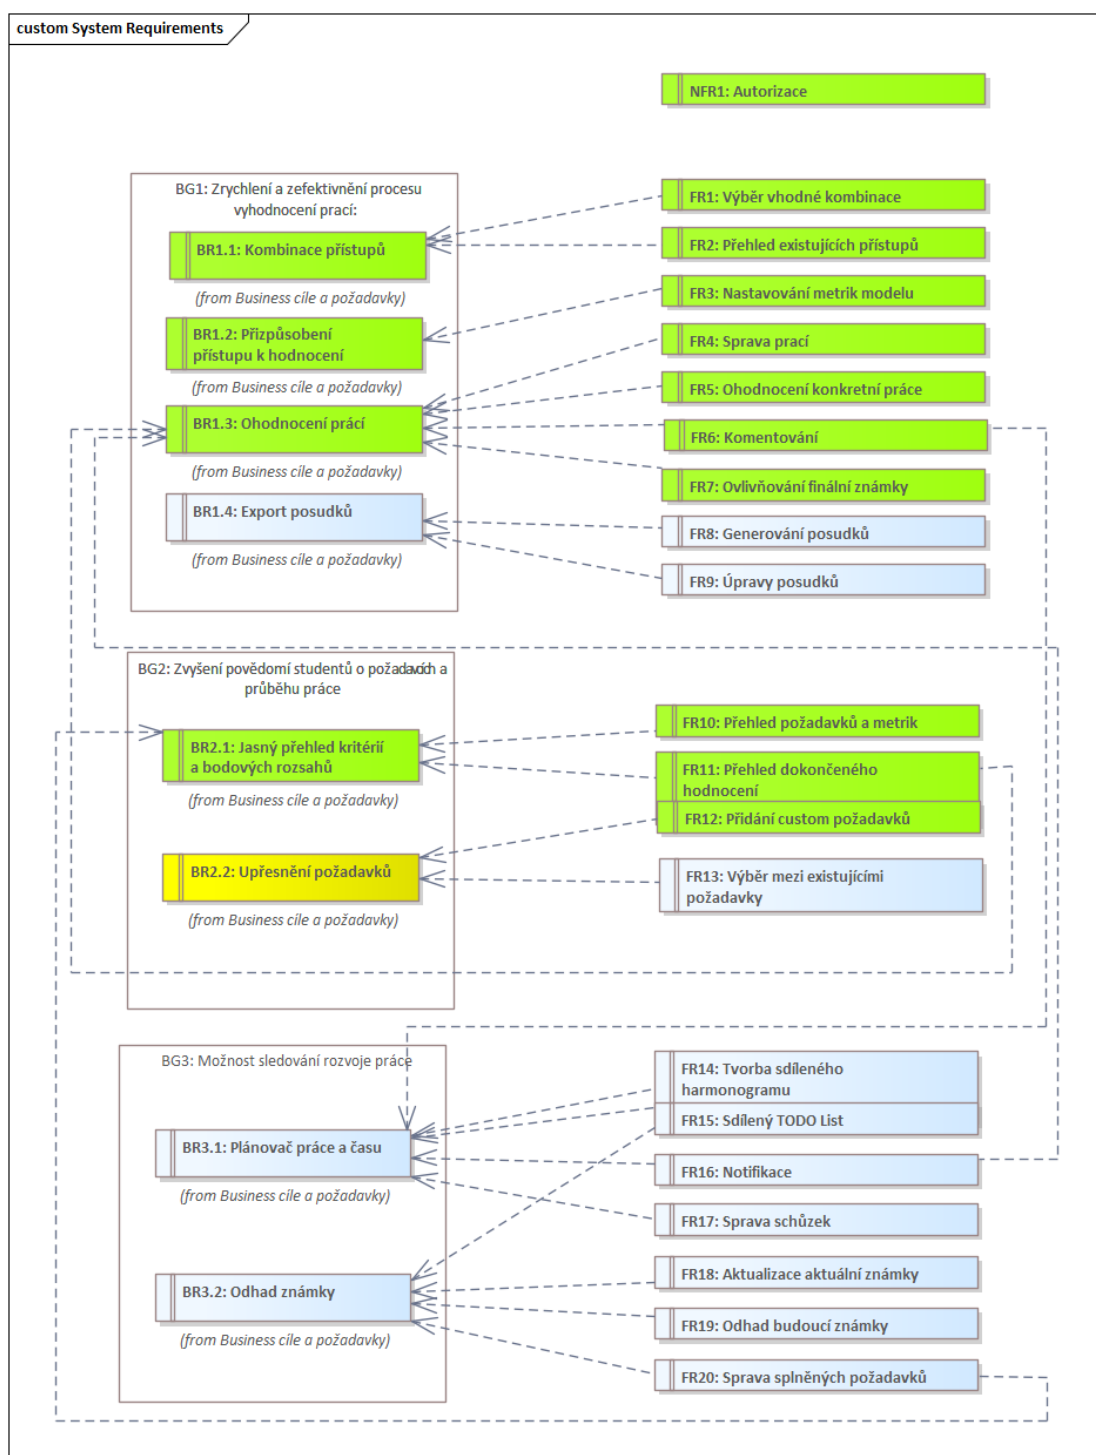 custom System Requirements
NFR1: Autorizace
BG1: Zrychlení a zefektivnění procesu
vyhodnocení prací:
BR1.1: Kombinace přístupů
(from Business cíle a požadavky)
BR1.2: Přizpůsobení
přístupu k hodnocení
(from Business cíle a požadavky)
BR1.3: Ohodnocení prácí
(from Business cíle a požadavky)
BR1.4: Export posudků
(from Business cíle a požadavky)
FR1: Výběr vhodné kombinace
FR2: Přehled existujících přístupů
FR3: Nastavování metrik modelu
FR4: Sprava prací
FR5: Ohodnocení konkretní práce
FR6: Komentování
FR7: Ovlivňování finální známky
FR8: Generování posudků
FR9: Úpravy posudků
BG2: Zvyšení povědomí studentů o požadavcích a
průběhu práce
BR2.1: Jasný přehled kritérií
a bodových rozsahů
(from Business cíle a požadavky)
BR2.2: Upřesnění požadavků
(from Business cíle a požadavky)
FR10: Přehled požadavků a metrik
FR11: Přehled dokončeného
hodnocení
FR12: Přidání custom požadavků
FR13: Výběr mezi existujícími
požadavky
BG3: Možnost sledování rozvoje práce
BR3.1: Plánovač práce a času
(from Business cíle a požadavky)
BR3.2: Odhad známky
(from Business cíle a požadavky)
FR14: Tvorba sdíleného
harmonogramu
FR15: Sdílený TODO List
FR16: Notifikace
FR17: Sprava schůzek
FR18: Aktualizace aktuální známky
FR19: Odhad budoucí známky
FR20: Sprava splněných požadavků